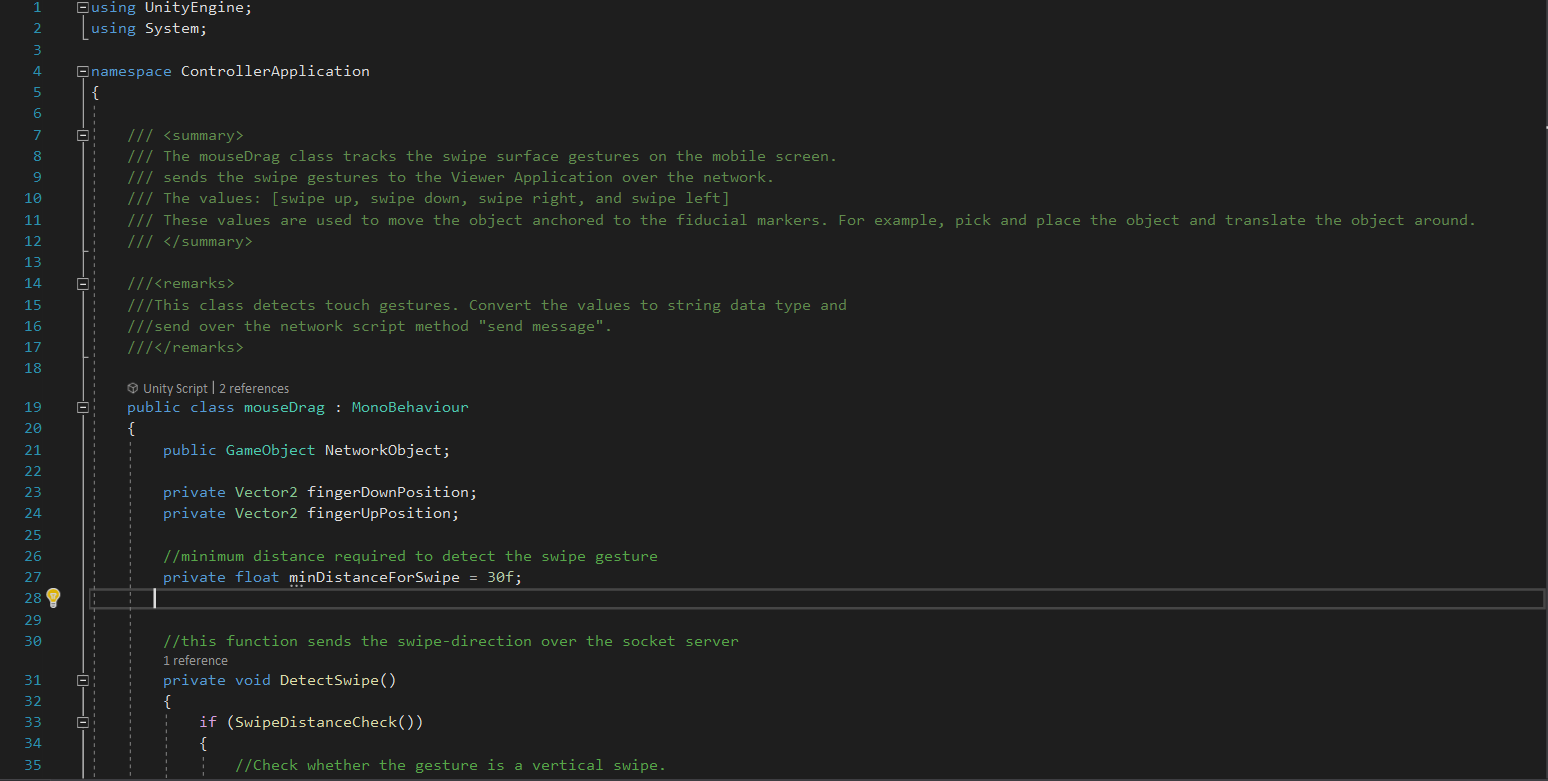 1 using UnityEngine;
2 using System;
3
4 namespace ControllerApplication
5 {
6
7 /// <summary>
8 /// The mouseDrag class tracks the swipe surface gestures on the mobile screen.
9 /// sends the swipe gestures to the Viewer Application over the network.
10 /// The values: [swipe up, swipe down, swipe right, and swipe left]
11 /// These values are used to move the object anchored to the fiducial markers. For example, pick and place the object and translate the object around.
12 /// </summary>
13
14 ///<remarks>
15 ///This class detects touch gestures. Convert the values to string data type and
16 ///send over the network script method "send message".
17 ///</remarks>
18
Unity Script | 2 references
19 public class mouseDrag : MonoBehaviour
20 {
21 public GameObject NetworkObject;
22
23 private Vector2 fingerDownPosition;
24 private Vector2 fingerUpPosition;
25
26 //minimum distance required to detect the swipe gesture
27 private float minDistanceForSwipe = 30f;
28
29
30 //this function sends the swipe-direction over the socket server
1 reference
31 private void DetectSwipe()
32 {
33 if (SwipeDistanceCheck())
34 {
35 //Check whether the gesture is a vertical swipe.